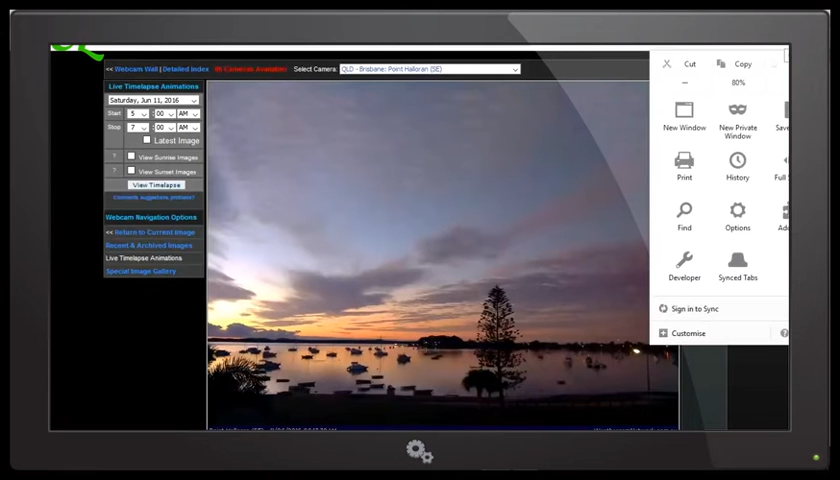 << Webcam Wall | Detailed Index
Select Camera: QLD - Brisbane: Point Halloran (SE)
Live Timelapse Animations
Saturday, Jun 11, 2016
Start 5 :00 AM
Stop 7 :00 AM
Latest Image
? View Sunrise Images
? View Sunset Images
View Timelapse
Comments, suggestions, problems?
Webcam Navigation Options
<< Return to Current Image
Recent & Archived Images
Live Timelapse Animations
Special Image Gallery
Cut Copy
− 80%
New Window New Private Window
Print History
Find Options
Developer Synced Tabs
Sign in to Sync
Customise ?